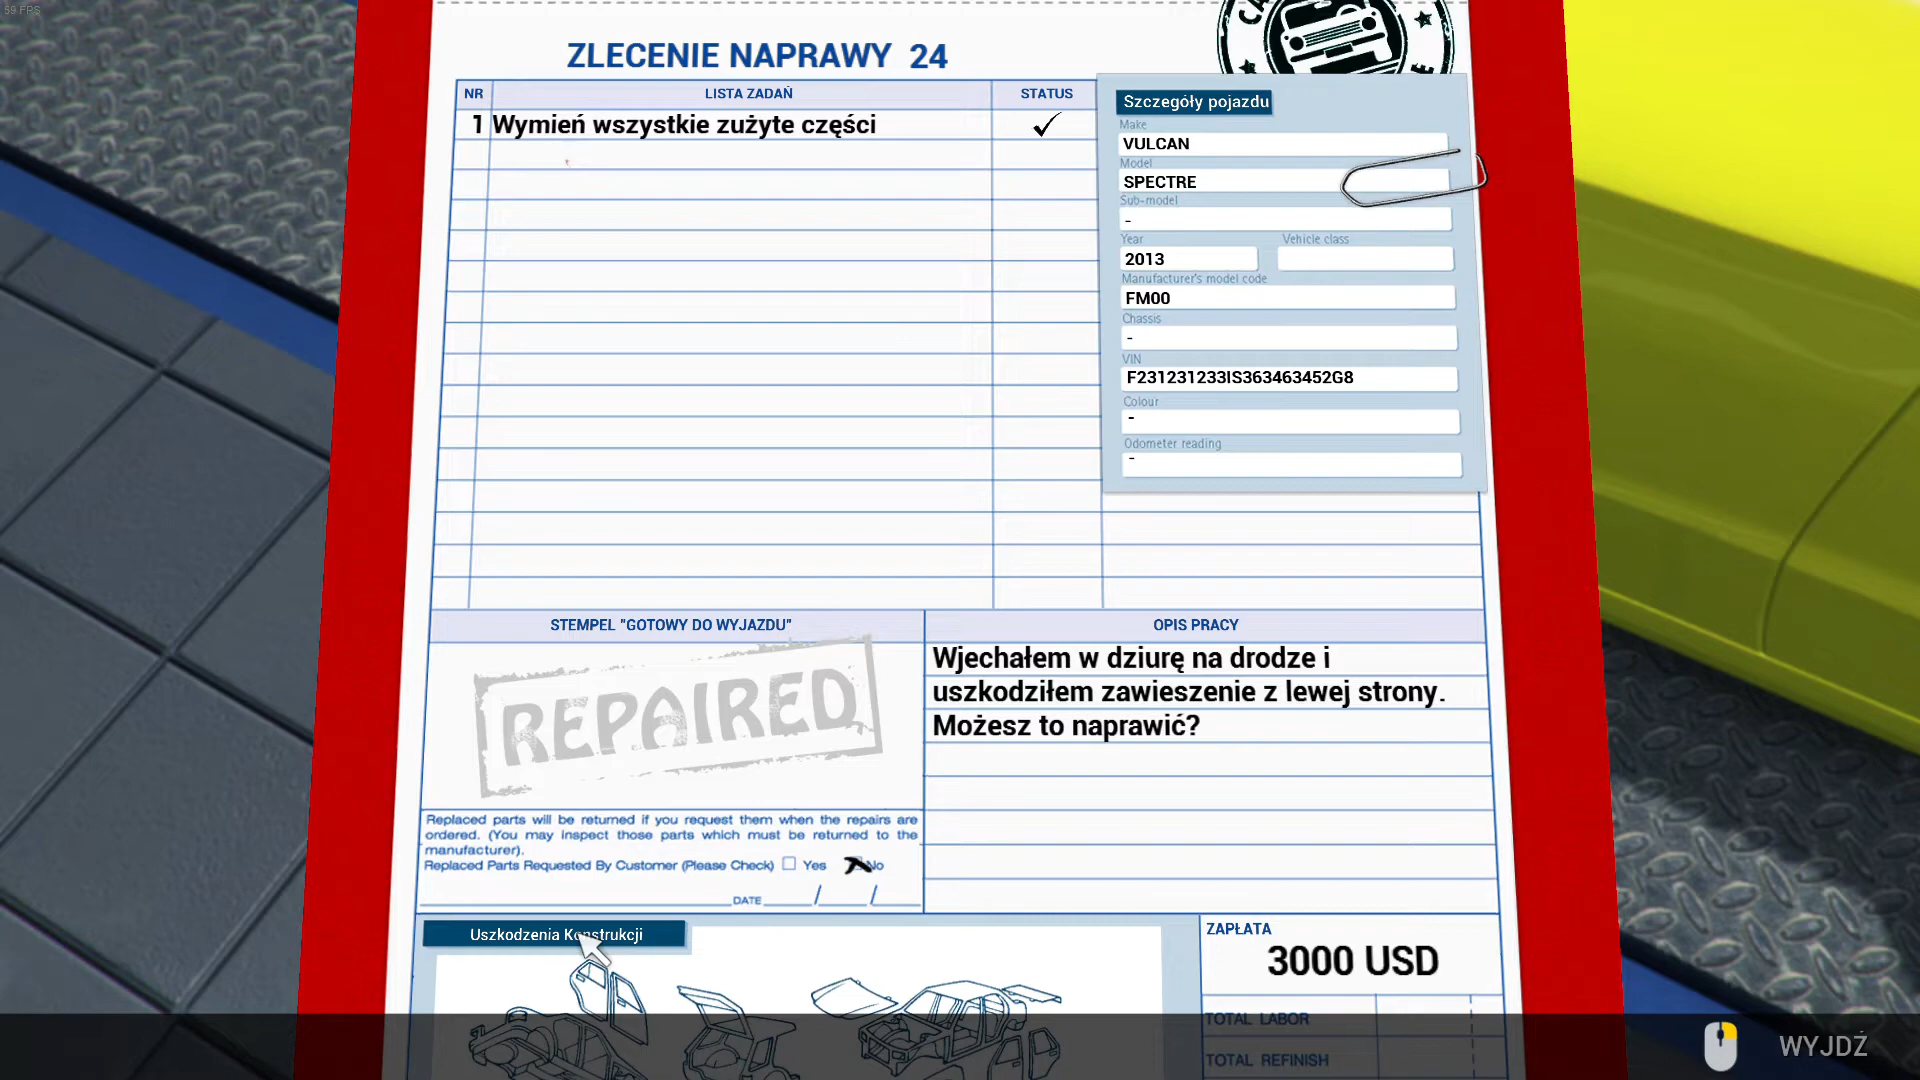 59 FPS
ZLECENIE NAPRAWY 24
NR LISTA ZADAŃ STATUS
1 Wymień wszystkie zużyte części
Szczegóły pojazdu
Make
VULCAN
Model
SPECTRE
Sub-model
-
Year Vehicle class
2013
Manufacturer's model code
FM00
Chassis
-
VIN
F231231233IS363463452G8
Colour
-
Odometer reading
-
STEMPEL "GOTOWY DO WYJAZDU"
REPAIRED
Replaced parts will be returned if you request them when the repairs are
ordered. (You may inspect those parts which must be returned to the
manufacturer).
Replaced Parts Requested By Customer (Please Check) Yes No
DATE / /
OPIS PRACY
Wjechałem w dziurę na drodze i
uszkodziłem zawieszenie z lewej strony.
Możesz to naprawić?
Uszkodzenia Konstrukcji
ZAPŁATA
3000 USD
TOTAL LABOR
TOTAL REFINISH
WYJDŹ